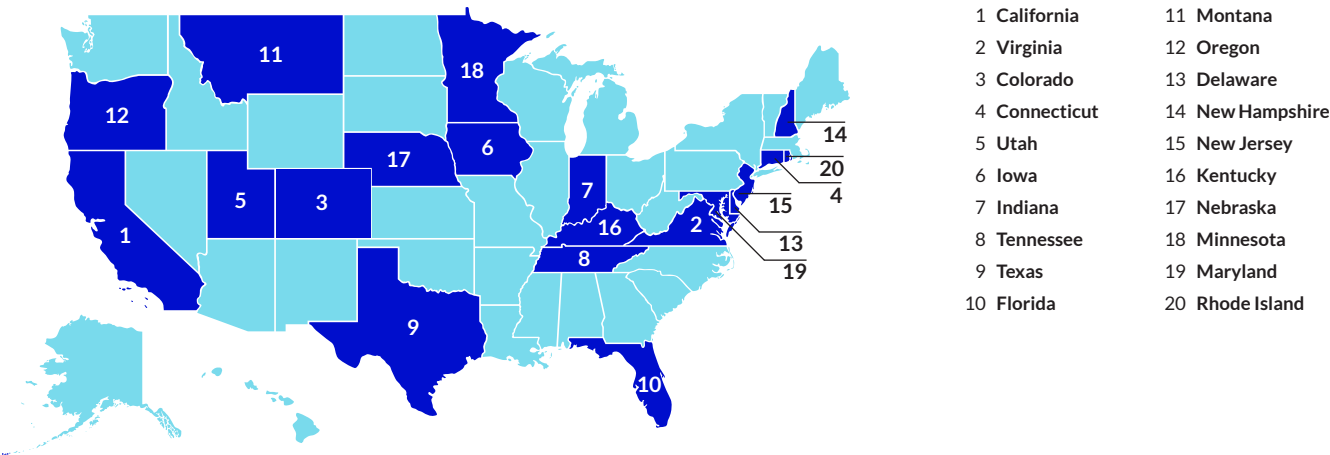 11
18
12
14
6
17
20
7
4
5
3
15
2
16
1
13
8
19
9
10
1 California
2 Virginia
3 Colorado
4 Connecticut
5 Utah
6 Iowa
7 Indiana
8 Tennessee
9 Texas
10 Florida
11 Montana
12 Oregon
13 Delaware
14 New Hampshire
15 New Jersey
16 Kentucky
17 Nebraska
18 Minnesota
19 Maryland
20 Rhode Island